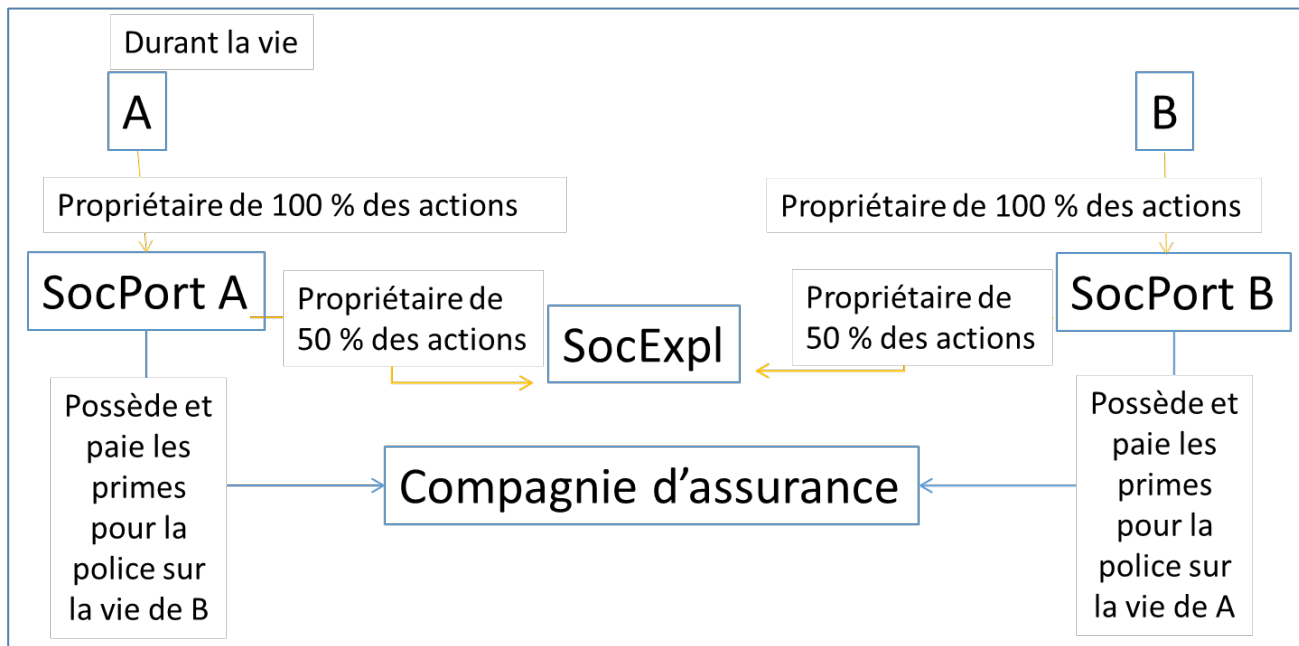 Durant la vie
A
B
Propriétaire de 100 % des actions
Propriétaire de 100 % des actions
SocPort A
Propriétaire de
50 % des actions
SocExpl
Propriétaire de
50 % des actions
SocPort B
Possède et
paie les
primes
pour la
police sur
la vie de B
Compagnie d’assurance
Possède et
paie les
primes
pour la
police sur
la vie de A